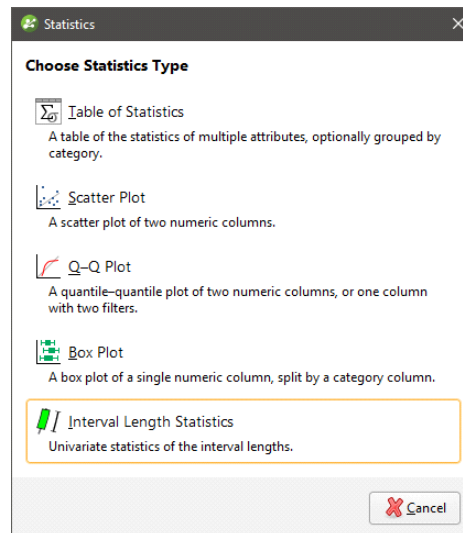 Statistics
Choose Statistics Type
Table of Statistics
A table of the statistics of multiple attributes, optionally grouped by
category.
Scatter Plot
A scatter plot of two numeric columns.
Q–Q Plot
A quantile–quantile plot of two numeric columns, or one column
with two filters.
Box Plot
A box plot of a single numeric column, split by a category column.
Interval Length Statistics
Univariate statistics of the interval lengths.
Cancel